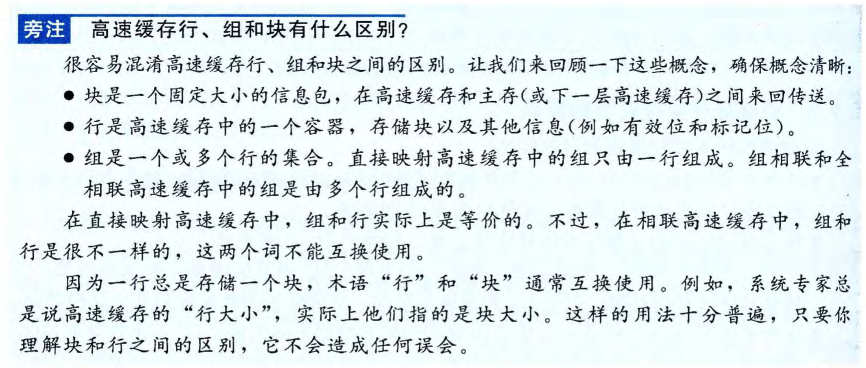 旁注 高速缓存行、组和块有什么区别?
很容易混淆高速缓存行、组和块之间的区别。让我们来回顾一下这些概念，确保概念清晰：
● 块是一个固定大小的信息包，在高速缓存和主存(或下一层高速缓存)之间来回传送。
● 行是高速缓存中的一个容器，存储块以及其他信息(例如有效位和标记位)。
● 组是一个或多个行的集合。直接映射高速缓存中的组只由一行组成。组相联和全
相联高速缓存中的组是由多个行组成的。
在直接映射高速缓存中，组和行实际上是等价的。不过，在相联高速缓存中，组和
行是很不一样的，这两个词不能互换使用。
因为一行总是存储一个块，术语“行”和“块”通常互换使用。例如，系统专家总
是说高速缓存的“行大小”，实际上他们指的是块大小。这样的用法十分普遍，只要你
理解块和行之间的区别，它不会造成任何误会。